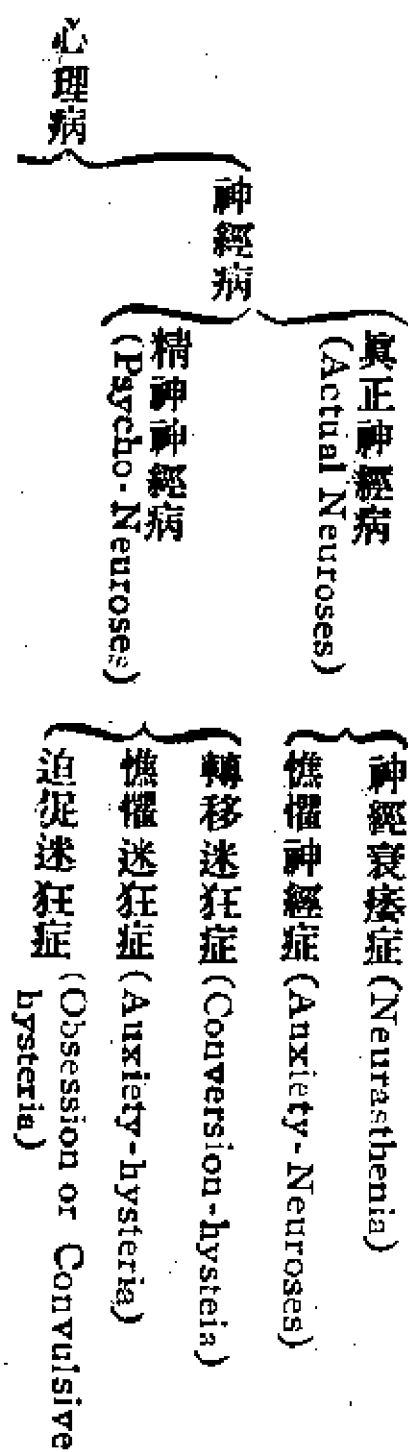 心理病
神經病
眞正神經病
(Actual Neuroses)
神經衰痿症(Neurasthenia)
憔懼神經症(Anxiety-Neuroses)
精神神經病
(Psycho-Neuroses)
轉移迷狂症(Conversion-hysteia)
憔懼迷狂症(Anxiety-hysteria)
迫促迷狂症(Obsession or Convulsive
hysteria)